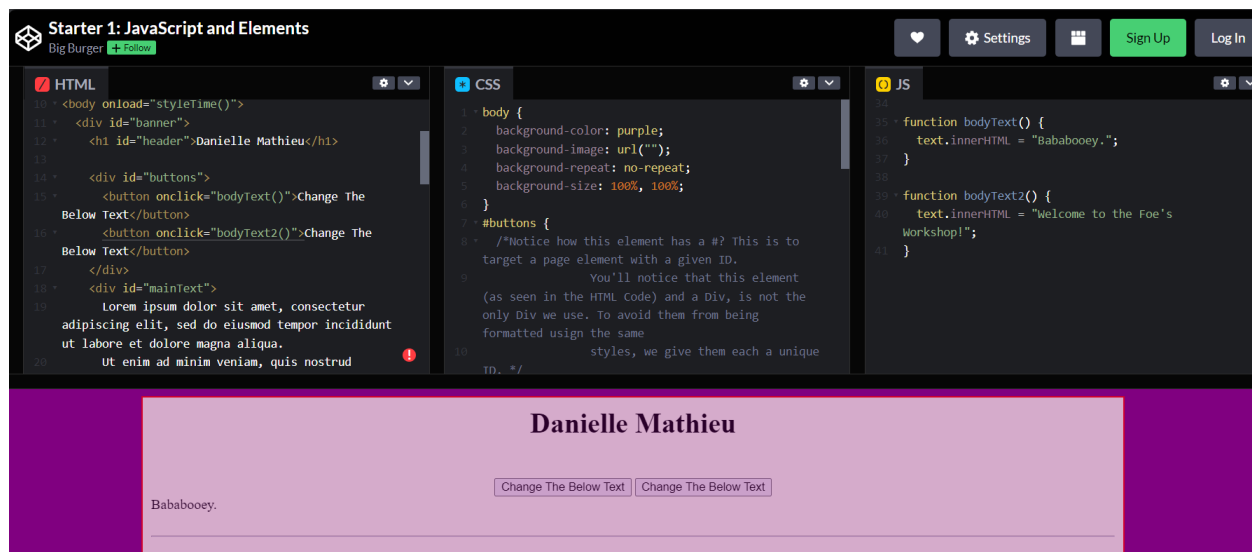 Starter 1: JavaScript and Elements
Big Burger + Follow
Settings
Sign Up
Log In
HTML
10 <body onload="styleTime()">
11 <div id="banner">
12 <h1 id="header">Danielle Mathieu</h1>
13
14 <div id="buttons">
15 <button onclick="bodyText()">Change The
Below Text</button>
16 <button onclick="bodyText2()">Change The
Below Text</button>
17 </div>
18 <div id="mainText">
19 Lorem ipsum dolor sit amet, consectetur
adipiscing elit, sed do eiusmod tempor incididunt
ut labore et dolore magna aliqua.
20 Ut enim ad minim veniam, quis nostrud
CSS
1 body {
2 background-color: purple;
3 background-image: url("");
4 background-repeat: no-repeat;
5 background-size: 100%, 100%;
6 }
7 #buttons {
8 /*Notice how this element has a #? This is to
target a page element with a given ID.
9 You'll notice that this element
(as seen in the HTML Code) and a Div, is not the
only Div we use. To avoid them from being
formatted usign the same
10 styles, we give them each a unique
ID. */
JS
34
35 function bodyText() {
36 text.innerHTML = "Bababooey.";
37 }
38
39 function bodyText2() {
40 text.innerHTML = "Welcome to the Foe's
Workshop!";
41 }
Danielle Mathieu
Change The Below Text Change The Below Text
Bababooey.